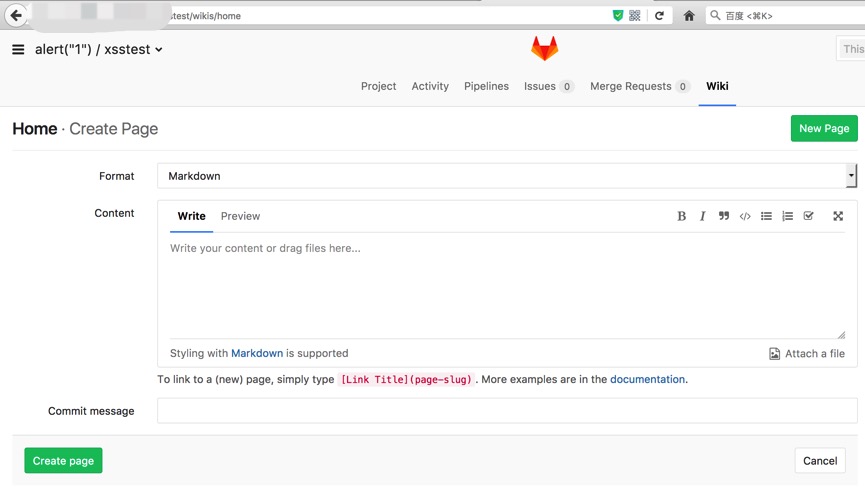 stest/wikis/home
百度 <⌘K>
alert("1") / xsstest
This
Project Activity Pipelines Issues 0 Merge Requests 0 Wiki
Home · Create Page
New Page
Format Markdown
Content Write Preview
Write your content or drag files here...
Styling with Markdown is supported
Attach a file
To link to a (new) page, simply type [Link Title](page-slug). More examples are in the documentation.
Commit message
Create page
Cancel